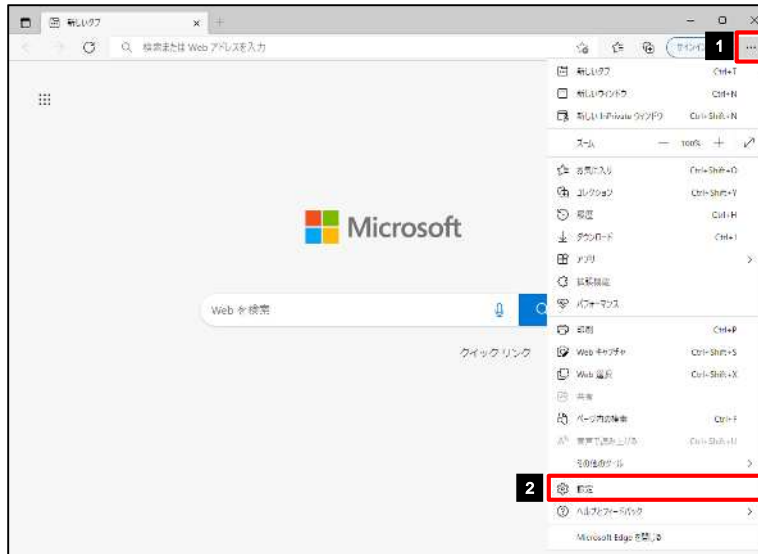 新しいタブ
検索または Web アドレスを入力
1
新しいタブ Ctrl+T
新しいウィンドウ Ctrl+N
新しい InPrivate ウィンドウ Ctrl+Shift+N
ズーム 100%
お気に入り Ctrl+Shift+O
コレクション Ctrl+Shift+Y
履歴 Ctrl+H
ダウンロード Ctrl+J
アプリ
拡張機能
パフォーマンス
印刷 Ctrl+P
Web キャプチャ Ctrl+Shift+S
Web 選択 Ctrl+Shift+X
共有
ページ内の検索 Ctrl+F
音声で読み上げる Ctrl+Shift+U
その他のツール
2 設定
ヘルプとフィードバック
Microsoft Edge を閉じる
Microsoft
Web を検索
クイック リンク